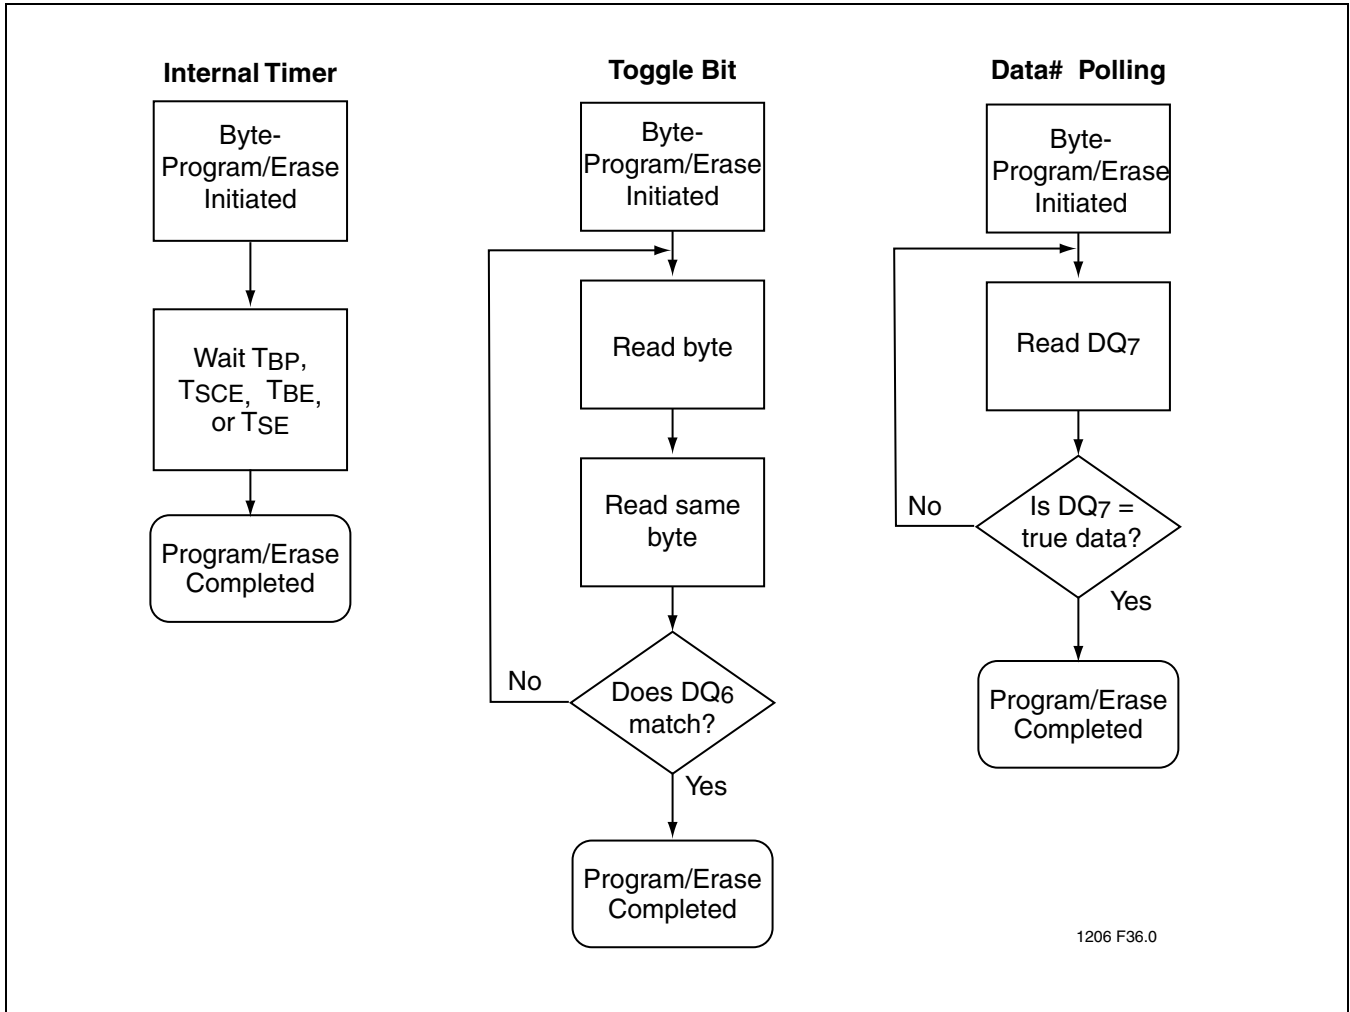 Internal Timer
Byte-
Program/Erase
Initiated
Wait TBP,
TSCE, TBE,
or TSE
Program/Erase
Completed
Toggle Bit
Byte-
Program/Erase
Initiated
Read byte
Read same
byte
Does DQ6
match?
No
Yes
Program/Erase
Completed
Data# Polling
Byte-
Program/Erase
Initiated
Read DQ7
Is DQ7 =
true data?
No
Yes
Program/Erase
Completed
1206 F36.0